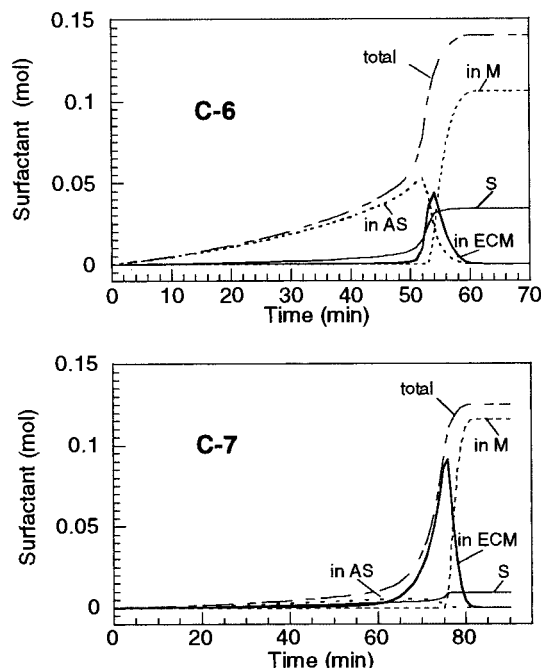 0.15
total
in M
0.1
C-6
Surfactant (mol)
0.05
S
in AS
in ECM
0
0 10 20 30 40 50 60 70
Time (min)
0.15
total
0.1
in M
C-7
Surfactant (mol)
0.05
in ECM
in AS
S
0
0 20 40 60 80
Time (min)